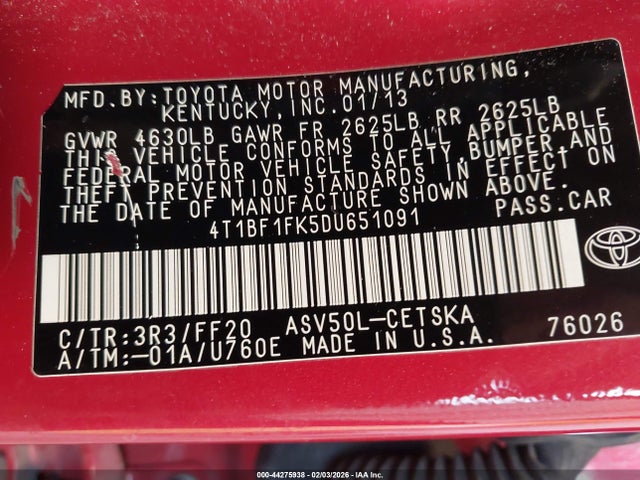 MFD.BY: TOYOTA MOTOR MANUFACTURING,
KENTUCKY, INC. 01/13
GVWR 4630LB GAWR FR 2625LB RR 2625LB
THIS VEHICLE CONFORMS TO ALL APPLICABLE
FEDERAL MOTOR VEHICLE SAFETY, BUMPER, AND
THEFT PREVENTION STANDARDS IN EFFECT ON
THE DATE OF MANUFACTURE SHOWN ABOVE.
4T1BF1FK5DU651091 PASS.CAR
C/TR:3R3/FF20 ASV50L-CETSKA
A/TM:-01A/U760E MADE IN U.S.A. 76026
000-44275938 - 02/03/2026 - IAA Inc.